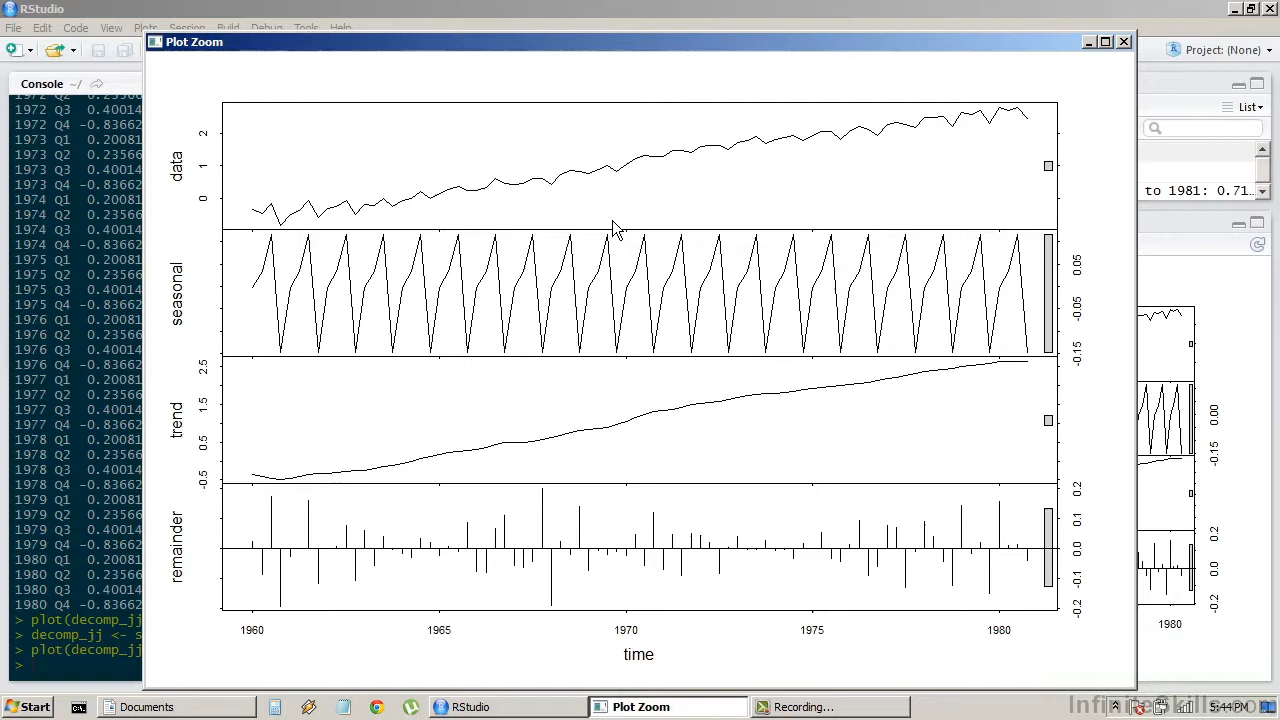 RStudio
File Edit Code View Plots Session Build Debug Tools Help
Plot Zoom
Project: (None)
Console ~/
List
1972 Q2 0.23566
1972 Q3 0.40014
1972 Q4 -0.83662
1973 Q1 0.20081
1973 Q2 0.23566
1973 Q3 0.40014
1973 Q4 -0.83662
1974 Q1 0.20081
1974 Q2 0.23566
1974 Q3 0.40014
1974 Q4 -0.83662
1975 Q1 0.20081
1975 Q2 0.23566
1975 Q3 0.40014
1975 Q4 -0.83662
1976 Q1 0.20081
1976 Q2 0.23566
1976 Q3 0.40014
1976 Q4 -0.83662
1977 Q1 0.20081
1977 Q2 0.23566
1977 Q3 0.40014
1977 Q4 -0.83662
1978 Q1 0.20081
1978 Q2 0.23566
1978 Q3 0.40014
1978 Q4 -0.83662
1979 Q1 0.20081
1979 Q2 0.23566
1979 Q3 0.40014
1979 Q4 -0.83662
1980 Q1 0.20081
1980 Q2 0.23566
1980 Q3 0.40014
1980 Q4 -0.83662
> plot(decomp_jj
> decomp_jj <- s
> plot(decomp_jj
>
data
2
1
0
seasonal
0.05
-0.05
-0.15
trend
2.5
1.5
0.5
-0.5
remainder
0.2
0.1
0.0
-0.1
-0.2
1960 1965 1970 1975 1980
time
to 1981: 0.71...
0.00
-0.15
0.2
0.0
-0.2
1980
Start
Documents
RStudio
Plot Zoom
Recording...
5:44 PM
InfiniteSkills.com